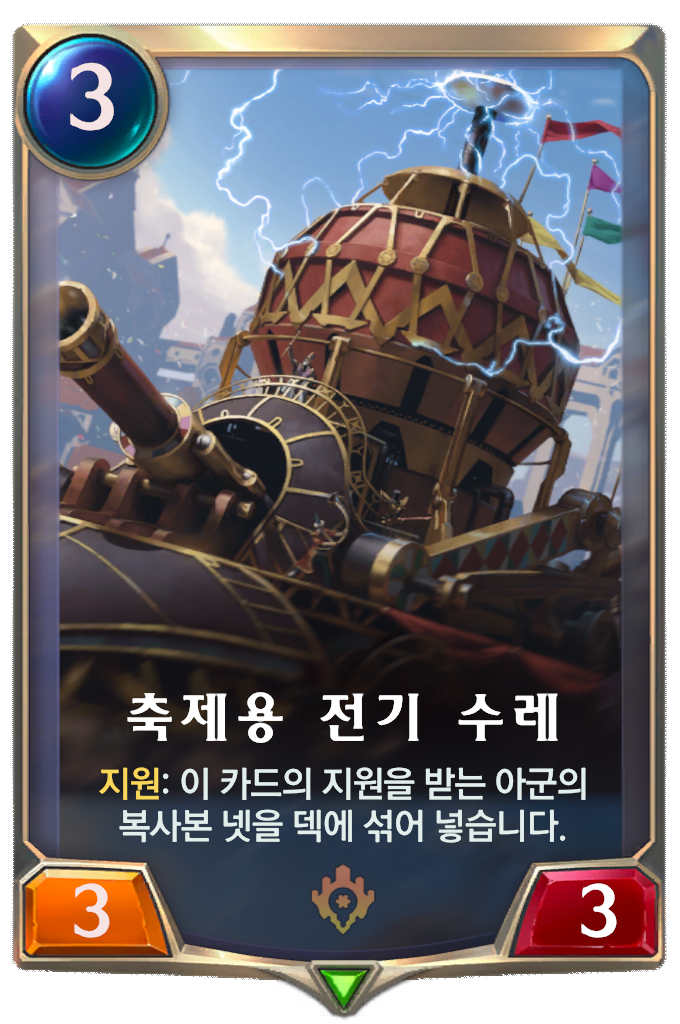 3
축제용 전기 수레
지원: 이 카드의 지원을 받는 아군의
복사본 넷을 덱에 섞어 넣습니다.
3
3